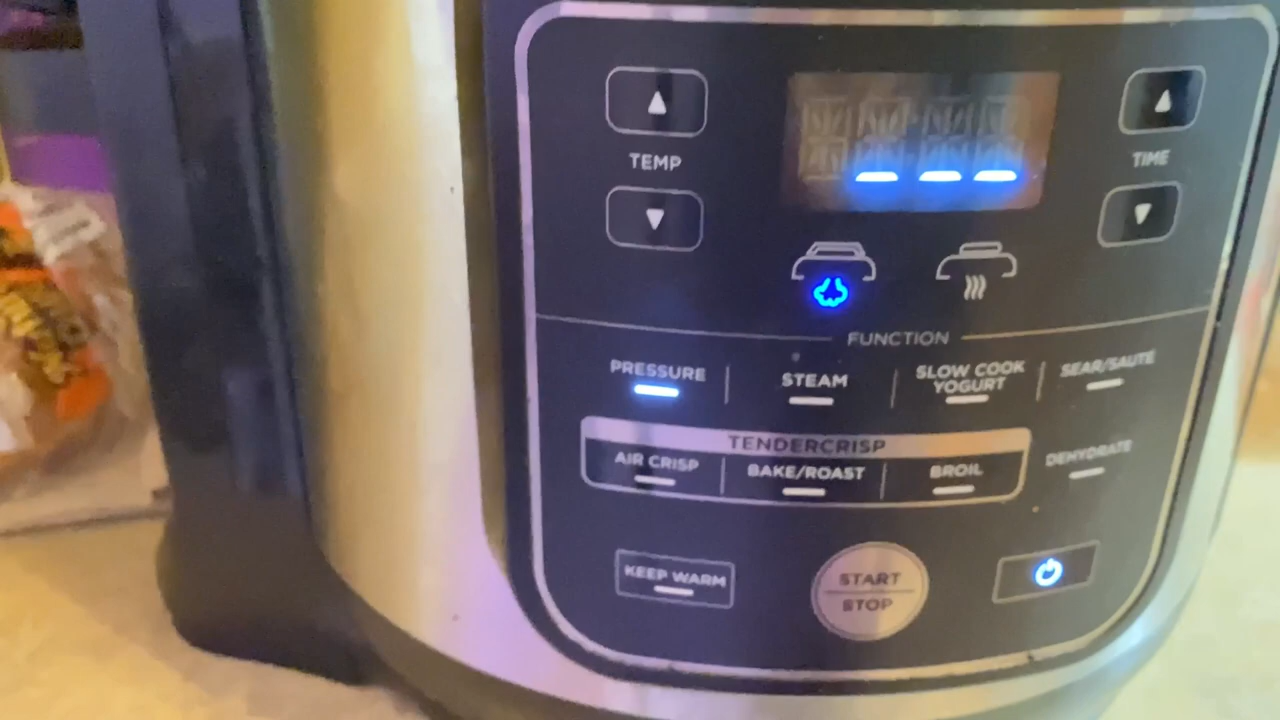 TEMP
TIME
FUNCTION
PRESSURE
STEAM
SLOW COOK
YOGURT
SEAR/SAUTÉ
TENDERCRISP
AIR CRISP
BAKE/ROAST
BROIL
DEHYDRATE
KEEP WARM
START
STOP